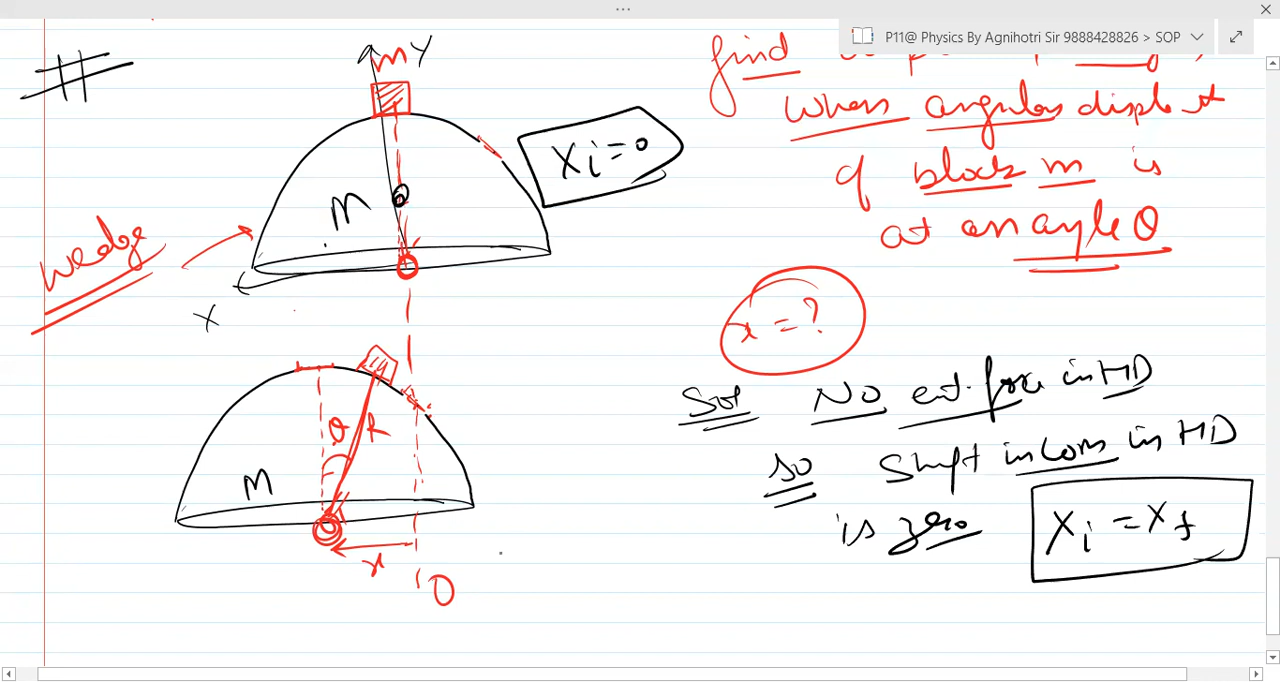 P11@ Physics By Agnihotri Sir 9888428826 > SOP
#
m Y
find
when angular
of block m is
at an angle θ
M
Xi=0
wedge
X
x = ?
Sol No ext. force in HD
so Shift in com in HD
is zero Xi = Xf
m
θ R
M
x
O